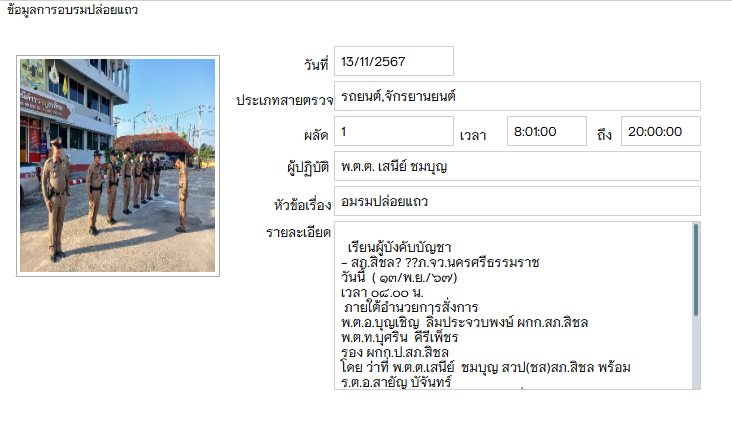 ข้อมูลการอบรมปล่อยแถว
วันที่ 13/11/2567
ประเภทสายตรวจ รถยนต์,จักรยานยนต์
ผลัด 1 เวลา 8:01:00 ถึง 20:00:00
ผู้ปฏิบัติ พ.ต.ต. เสนีย์ ชมบุญ
หัวข้อเรื่อง อมรมปล่อยแถว
รายละเอียด
เรียนผู้บังคับบัญชา
- สภ.สิชล? ??ภ.จว.นครศรีธรรมราช
วันนี้ ( ๑๓/พ.ย./๖๗)
เวลา ๐๘.๐๐ น.
ภายใต้อำนวยการสั่งการ
พ.ต.อ.บุญเชิญ ลิ่มประจวบพงษ์ ผกก.สภ.สิชล
พ.ต.ท.บุศริน คีรีเพ็ชร
รอง ผกก.ป.สภ.สิชล
โดย ว่าที่ พ.ต.ต.เสนีย์ ชมบุญ สวป(ชส)สภ.สิชล พร้อม
ร.ต.อ.สายัญ บัจันทร์